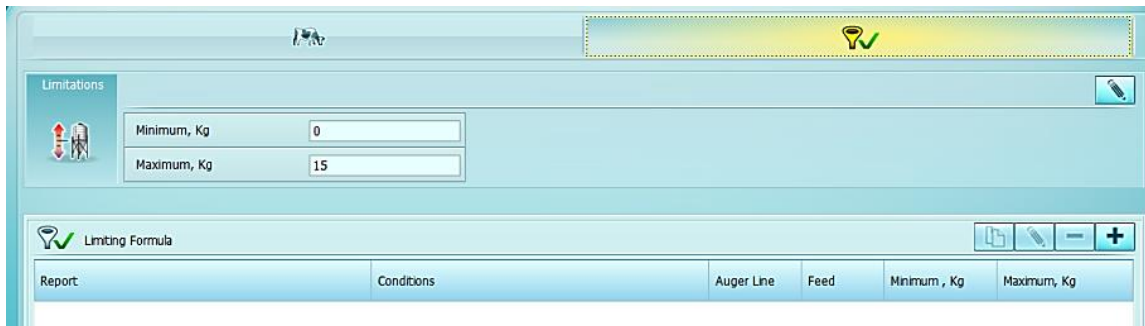 Limitations
Minimum, Kg 0
Maximum, Kg 15
Limiting Formula
Report Conditions Auger Line Feed Minimum , Kg Maximum, Kg